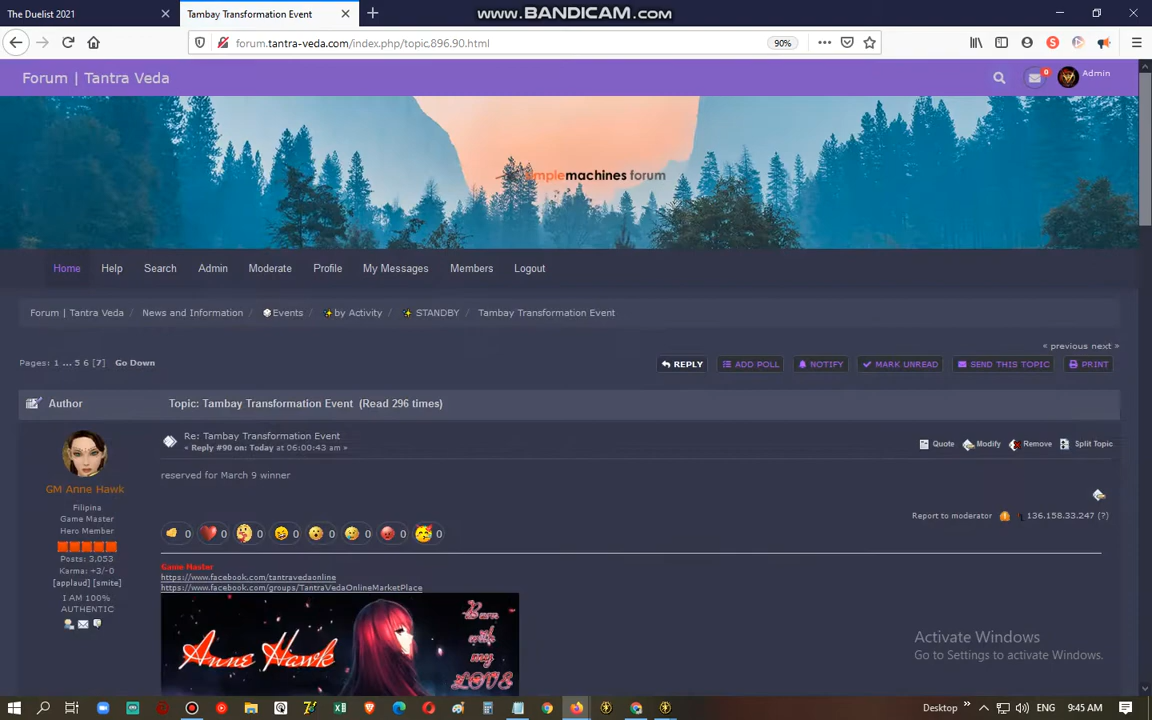 www.BANDICAM.com
The Duelist 2021
Tambay Transformation Event
forum.tantra-veda.com/index.php/topic,896.90.html
90%
Forum | Tantra Veda
0
Admin
simplemachines forum
Home Help Search Admin Moderate Profile My Messages Members Logout
Forum | Tantra Veda / News and Information / Events / by Activity / STANDBY / Tambay Transformation Event
« previous next »
Pages: 1 ... 5 6 [7] Go Down
REPLY ADD POLL NOTIFY MARK UNREAD SEND THIS TOPIC PRINT
Author Topic: Tambay Transformation Event (Read 296 times)
Re: Tambay Transformation Event
« Reply #90 on: Today at 06:00:43 am »
Quote Modify Remove Split Topic
reserved for March 9 winner
GM Anne Hawk
Filipina
Game Master
Hero Member
Posts: 3,053
Karma: +3/-0
[applaud] [smite]
I AM 100%
AUTHENTIC
Report to moderator 136.158.33.247 (?)
0 0 0 0 0 0 0 0
Game Master
https://www.facebook.com/tantravedaonline
https://www.facebook.com/groups/TantraVedaOnlineMarketPlace
Anne Hawk
Burn
with
my
LOVE
Activate Windows
Go to Settings to activate Windows.
Desktop
ENG
9:45 AM